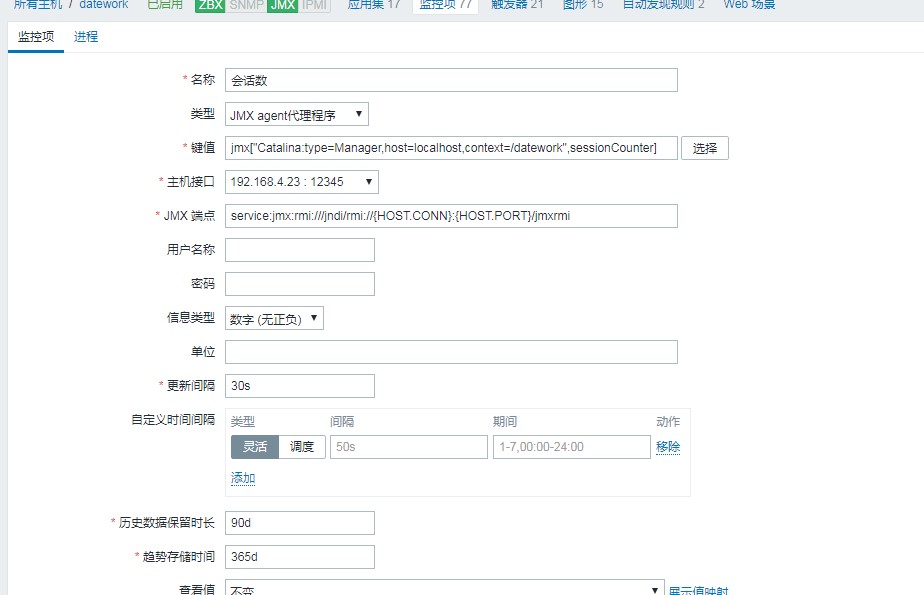 所有主机 / datework 已启用 ZBX SNMP JMX IPMI 应用集 17 监控项 77 触发器 21 图形 15 自动发现规则 2 Web 场景
监控项 进程
* 名称 会话数
类型 JMX agent代理程序
* 键值 jmx["Catalina:type=Manager,host=localhost,context=/datework",sessionCounter] 选择
* 主机接口 192.168.4.23 : 12345
* JMX 端点 service:jmx:rmi:///jndi/rmi://{HOST.CONN}:{HOST.PORT}/jmxrmi
用户名称
密码
信息类型 数字 (无正负)
单位
* 更新间隔 30s
自定义时间间隔 类型 间隔 期间 动作
灵活 调度 50s 1-7,00:00-24:00 移除
添加
* 历史数据保留时长 90d
* 趋势存储时间 365d
查看值 不变 展示值映射